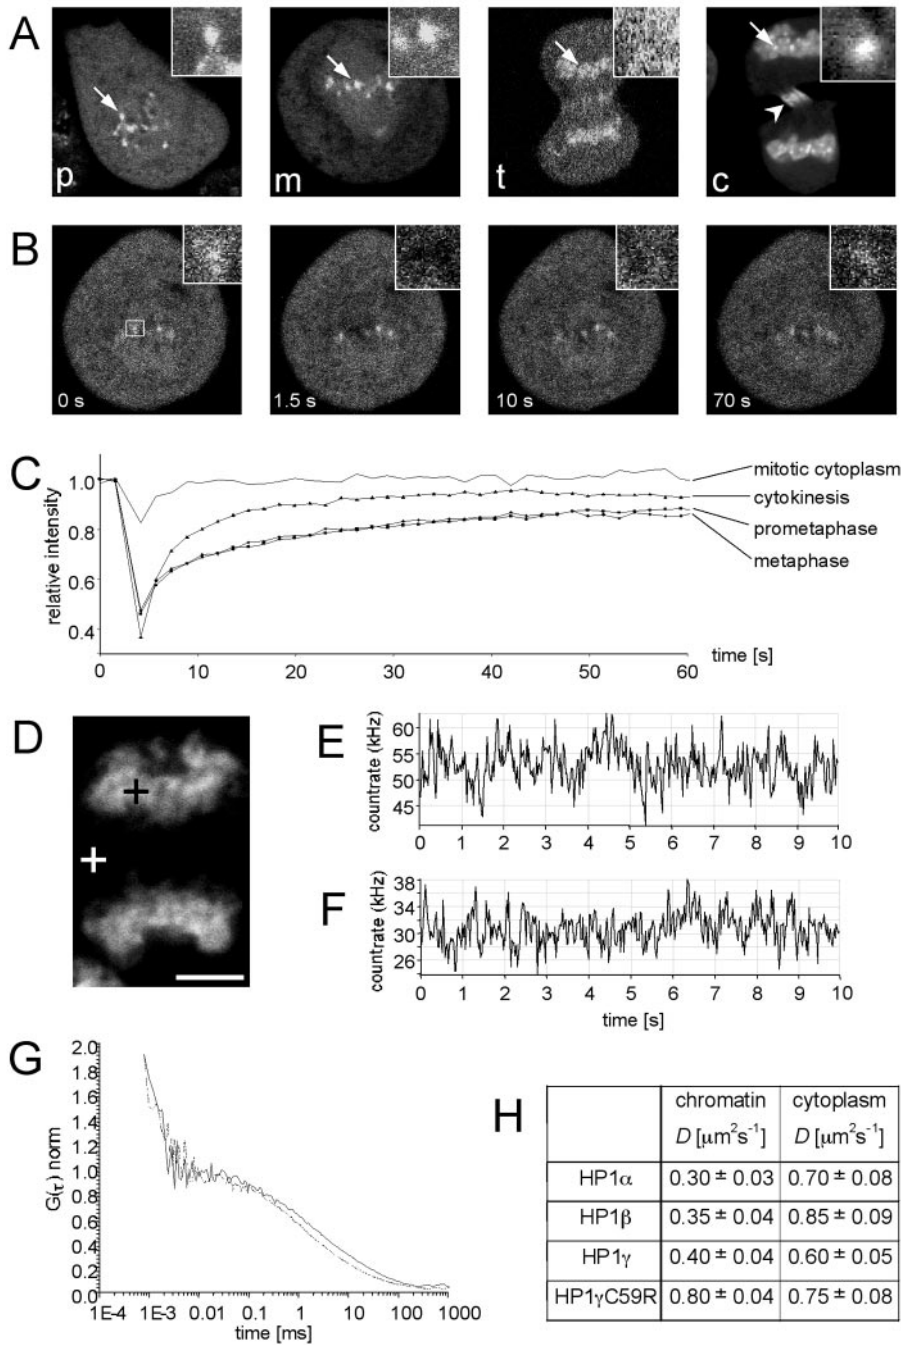 A
p
m
t
c
B
0 s
1.5 s
10 s
70 s
C
relative intensity
1.0
0.8
0.6
0.4
0
10
20
30
40
50
60
time [s]
mitotic cytoplasm
cytokinesis
prometaphase
metaphase
D
E
countrate (kHz)
60
55
50
45
0 1 2 3 4 5 6 7 8 9 10
F
countrate (kHz)
38
34
30
26
0 1 2 3 4 5 6 7 8 9 10
time [s]
G
G(τ) norm
2.0
1.8
1.6
1.4
1.2
1.0
0.8
0.6
0.4
0.2
0.0
1E-4 1E-3 0.01 0.1 1 10 100 1000
time [ms]
H
chromatin cytoplasm
D [μm²s⁻¹] D [μm²s⁻¹]
HP1α 0.30 ± 0.03 0.70 ± 0.08
HP1β 0.35 ± 0.04 0.85 ± 0.09
HP1γ 0.40 ± 0.04 0.60 ± 0.05
HP1γC59R 0.80 ± 0.04 0.75 ± 0.08